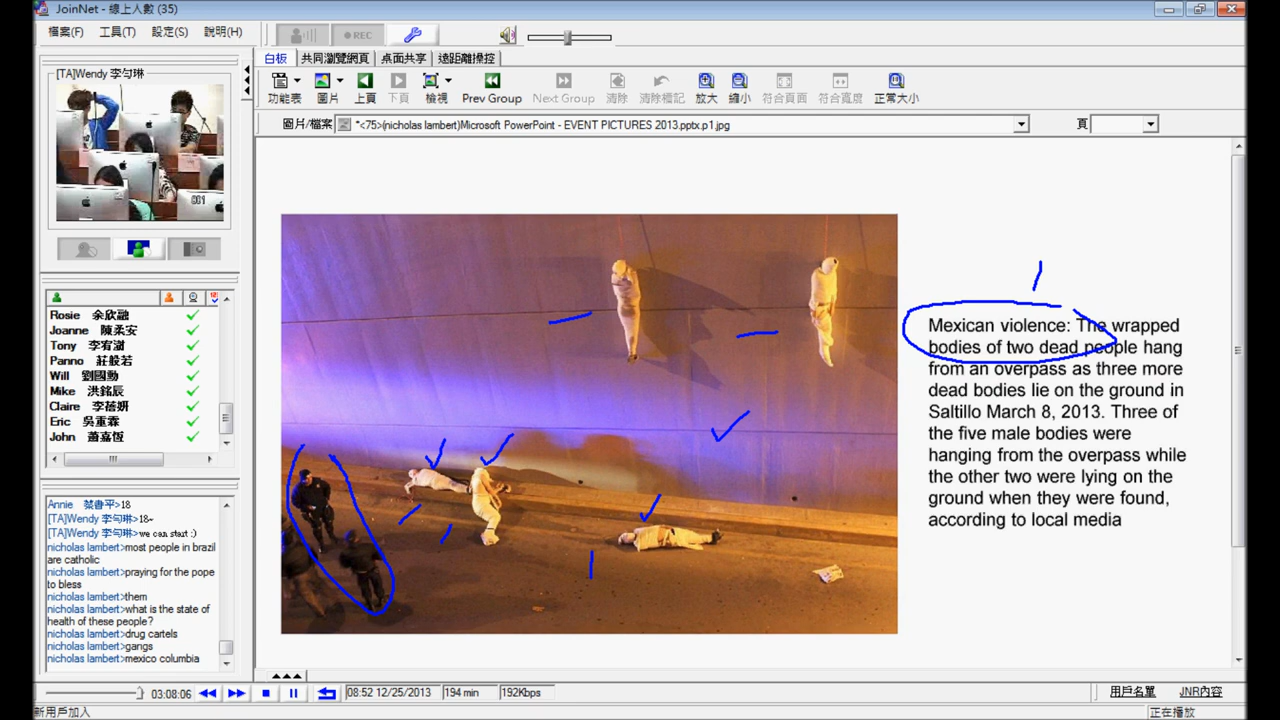 JoinNet - 線上人數 (35)
檔案(F) 工具(T) 設定(S) 說明(H)
REC
白板 共同瀏覽網頁 桌面共享 遠距離操控
功能表 圖片 上頁 下頁 檢視 Prev Group Next Group 清除 清除標記 放大 縮小 符合頁面 符合寬度 正常大小
圖片/檔案 *<75>(nicholas lambert)Microsoft PowerPoint - EVENT PICTURES 2013.pptx.p1.jpg 頁
[TA]Wendy 李勻琳
Rosie 余欣融
Joanne 陳柔安
Tony 李宥澍
Panno 莊般若
Will 劉國勳
Mike 洪銘辰
Claire 李蓓妍
Eric 吳重霖
John 蕭嘉恆
Annie 蔡書平>18
[TA]Wendy 李勻琳>18~
[TA]Wendy 李勻琳>we can start :)
nicholas lambert>most people in brazil
are catholic
nicholas lambert>praying for the pope
to bless
nicholas lambert>them
nicholas lambert>what is the state of
health of these people?
nicholas lambert>drug cartels
nicholas lambert>gangs
nicholas lambert>mexico columbia
Mexican violence: The wrapped
bodies of two dead people hang
from an overpass as three more
dead bodies lie on the ground in
Saltillo March 8, 2013. Three of
the five male bodies were
hanging from the overpass while
the other two were lying on the
ground when they were found,
according to local media
03:08:06 08:52 12/25/2013 194 min 192Kbps 用戶名單 JNR內容
新用戶加入 正在播放